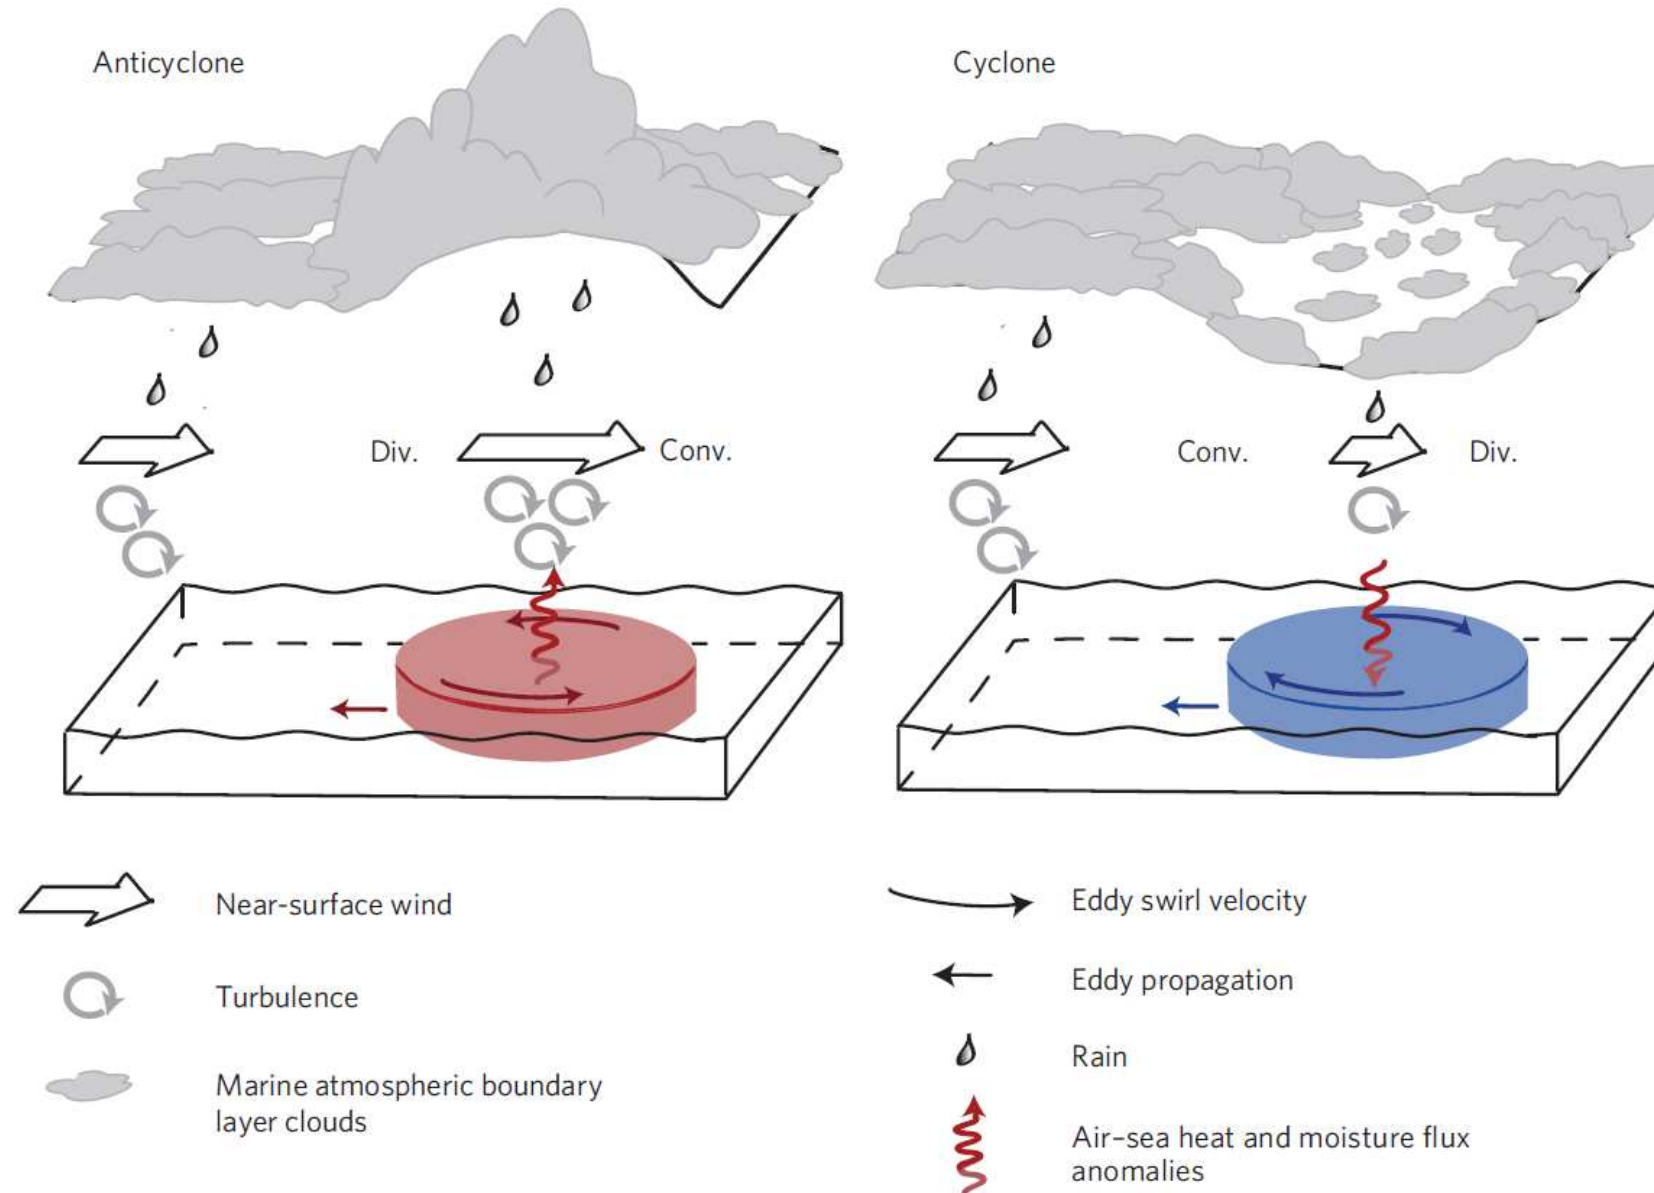 Anticyclone
Cyclone
Div.
Conv.
Conv.
Div.
Near-surface wind
Turbulence
Marine atmospheric boundary
layer clouds
Eddy swirl velocity
Eddy propagation
Rain
Air–sea heat and moisture flux
anomalies